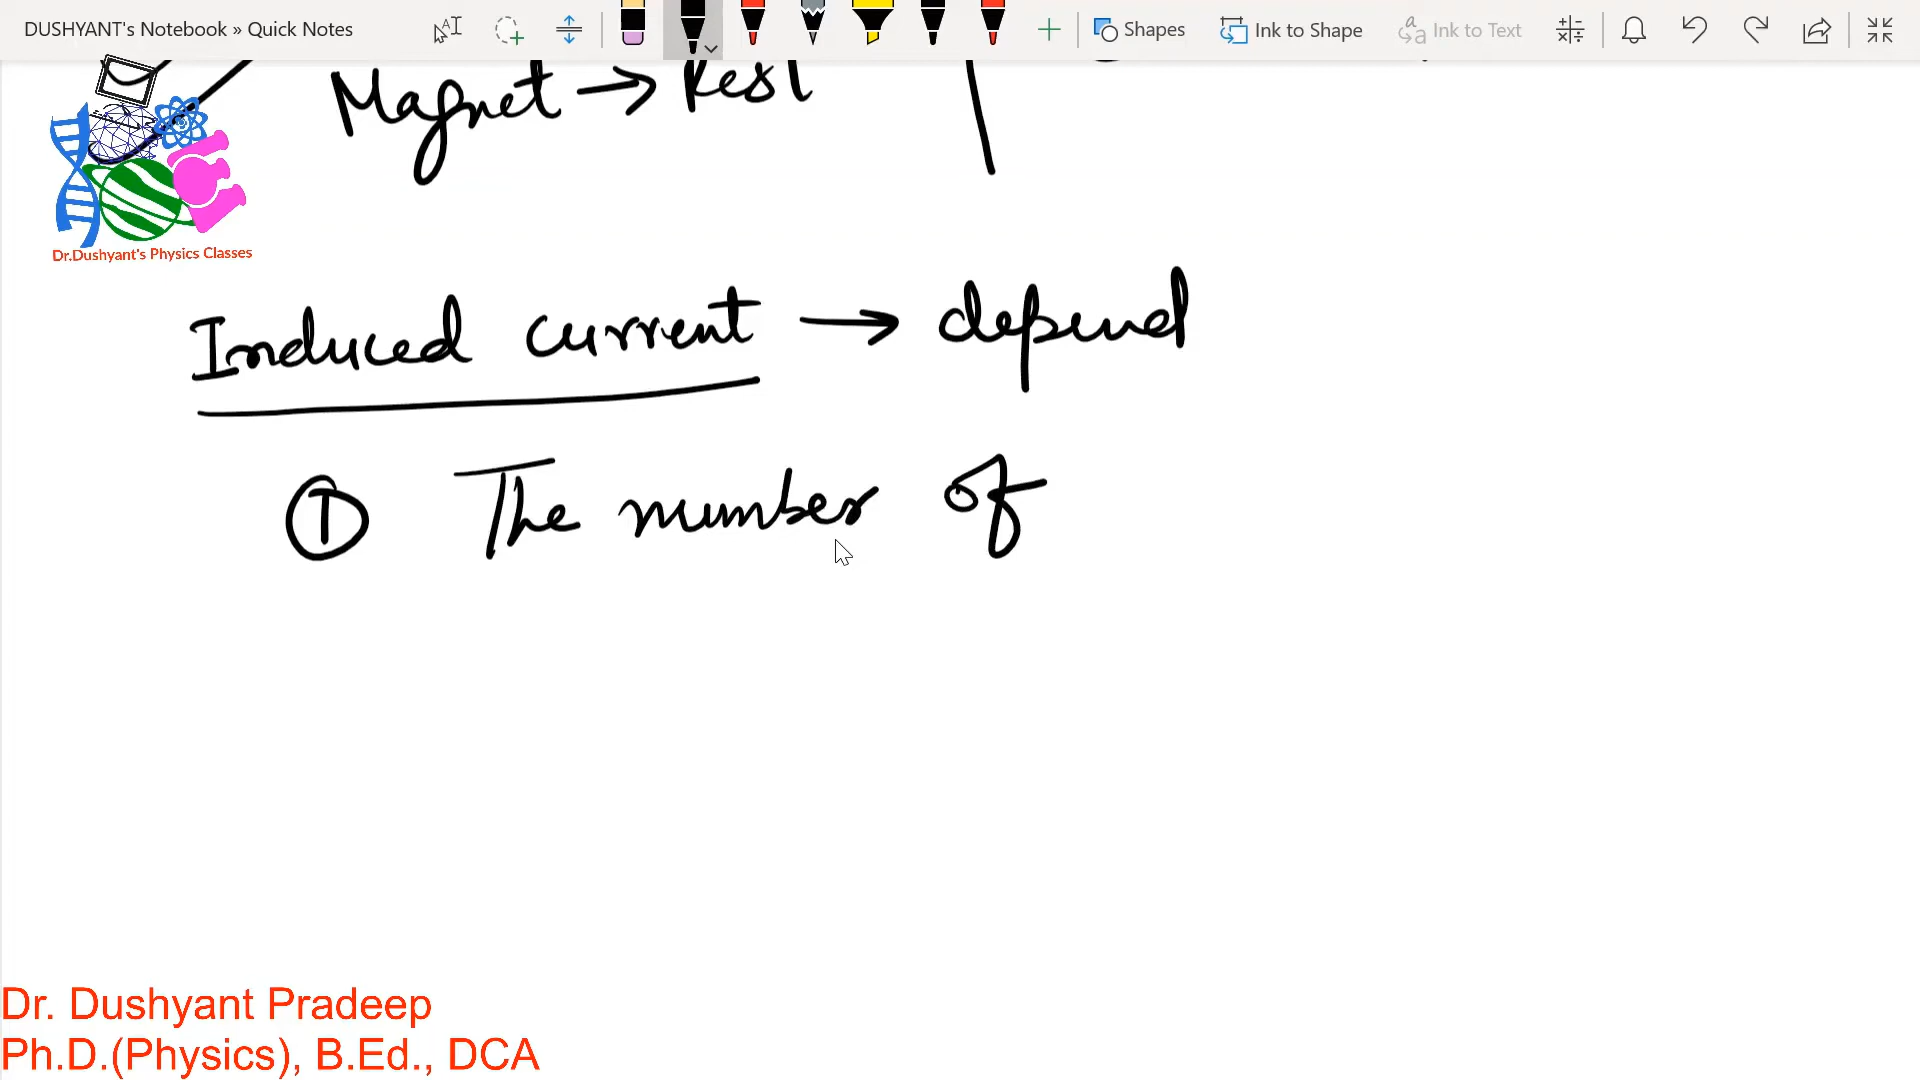 DUSHYANT's Notebook » Quick Notes
Shapes
Ink to Shape
Ink to Text
Magnet → Rest
Dr.Dushyant's Physics Classes
Induced current → depend
① The number of
Dr. Dushyant Pradeep
Ph.D.(Physics), B.Ed., DCA